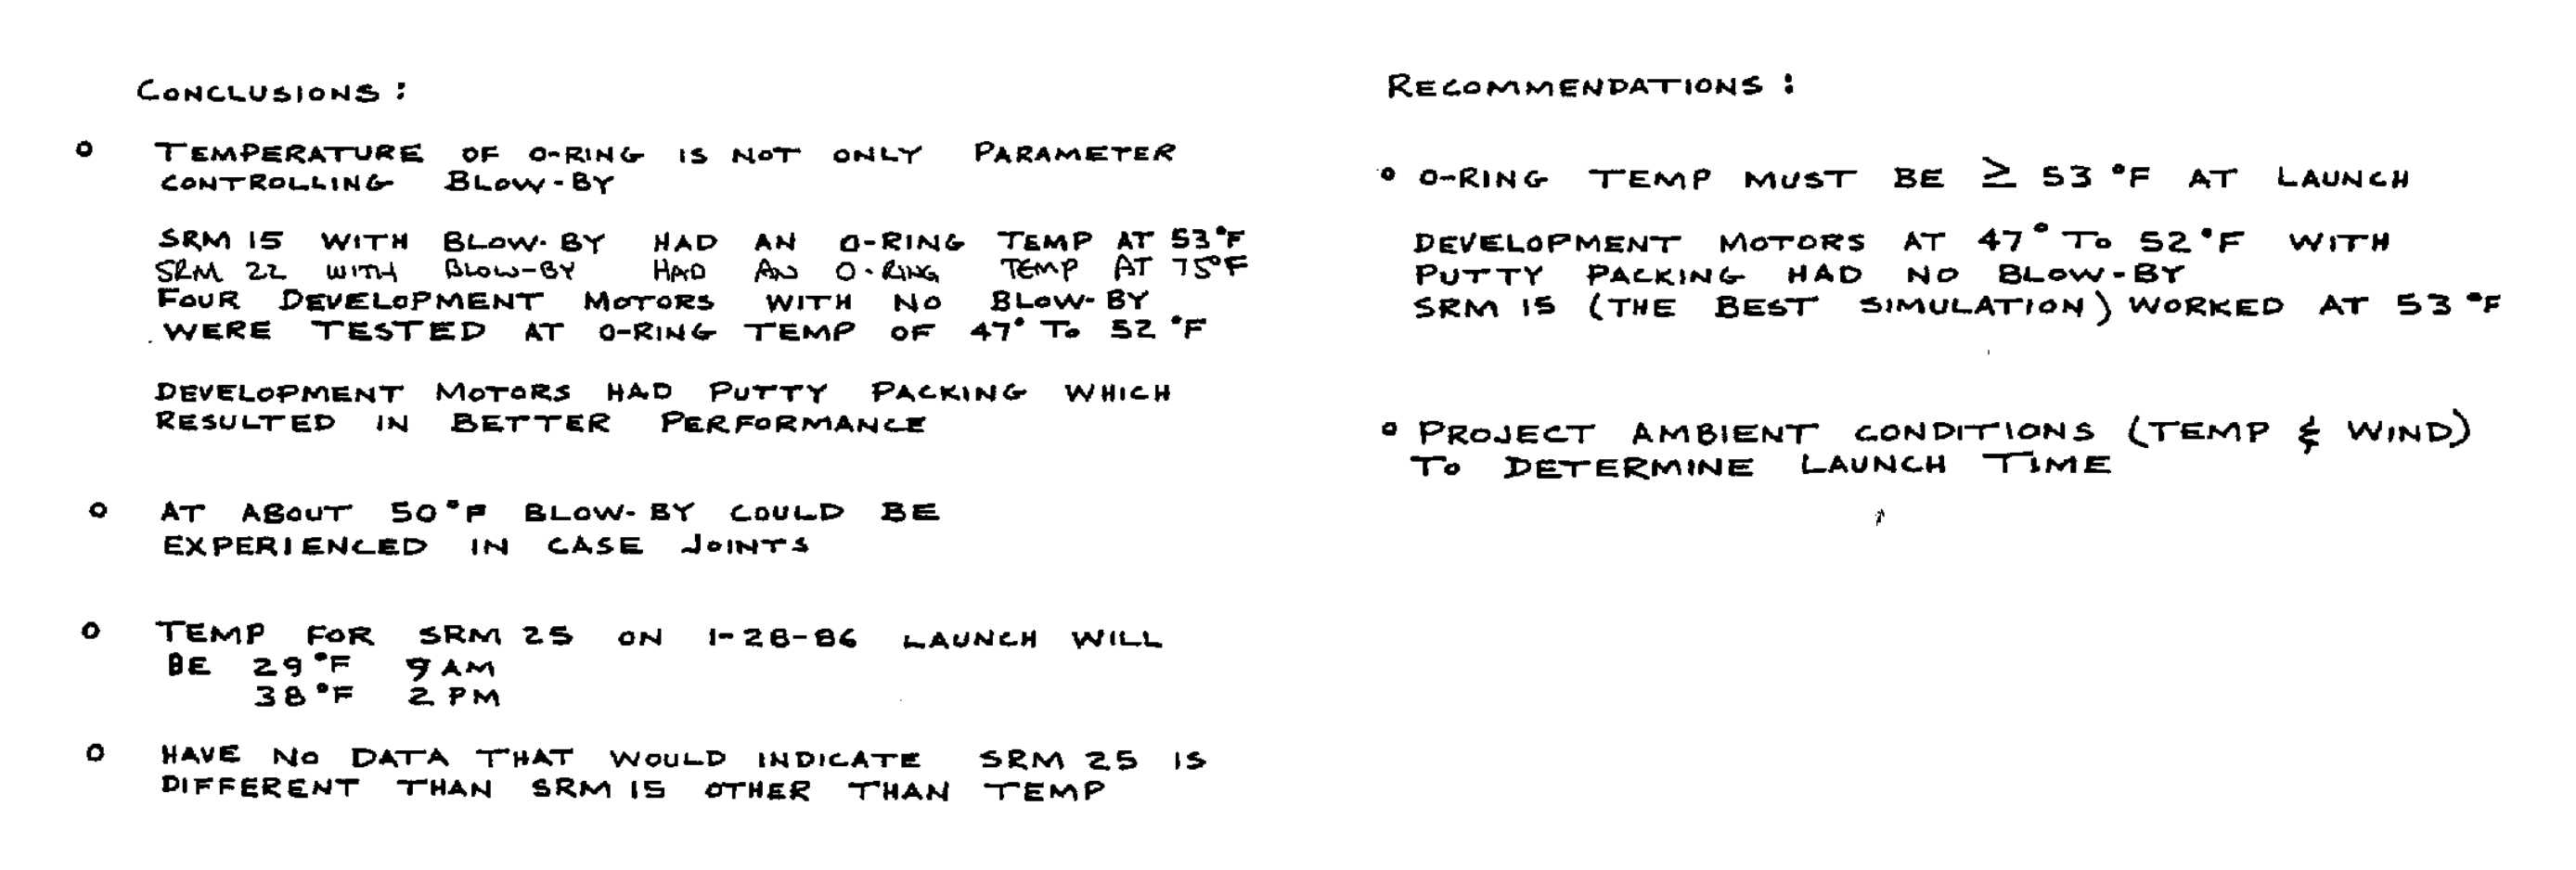 CONCLUSIONS :
o TEMPERATURE OF O-RING IS NOT ONLY PARAMETER
CONTROLLING BLOW-BY
SRM 15 WITH BLOW-BY HAD AN O-RING TEMP AT 53°F
SRM 22 WITH BLOW-BY HAD AN O-RING TEMP AT 75°F
FOUR DEVELOPMENT MOTORS WITH NO BLOW-BY
WERE TESTED AT O-RING TEMP OF 47° TO 52°F
DEVELOPMENT MOTORS HAD PUTTY PACKING WHICH
RESULTED IN BETTER PERFORMANCE
o AT ABOUT 50°F BLOW-BY COULD BE
EXPERIENCED IN CASE JOINTS
o TEMP FOR SRM 25 ON 1-28-86 LAUNCH WILL
BE 29°F 9 AM
38°F 2 PM
o HAVE NO DATA THAT WOULD INDICATE SRM 25 IS
DIFFERENT THAN SRM 15 OTHER THAN TEMP
RECOMMENDATIONS :
o O-RING TEMP MUST BE ≥ 53°F AT LAUNCH
DEVELOPMENT MOTORS AT 47° TO 52°F WITH
PUTTY PACKING HAD NO BLOW-BY
SRM 15 (THE BEST SIMULATION) WORKED AT 53°F
o PROJECT AMBIENT CONDITIONS (TEMP & WIND)
TO DETERMINE LAUNCH TIME